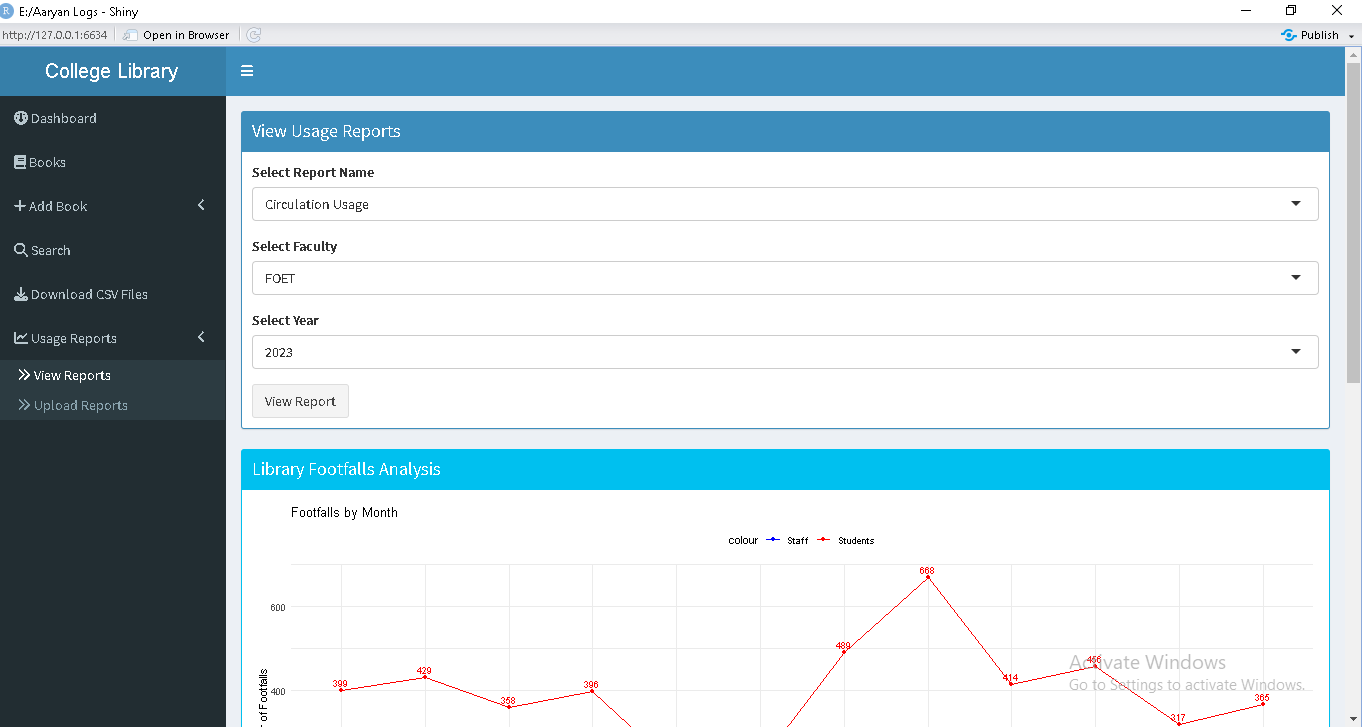 E:/Aaryan Logs - Shiny
http://127.0.0.1:6634 Open in Browser Publish
College Library
Dashboard
Books
Add Book
Search
Download CSV Files
Usage Reports
View Reports
Upload Reports
View Usage Reports
Select Report Name
Circulation Usage
Select Faculty
FOET
Select Year
2023
View Report
Library Footfalls Analysis
Footfalls by Month
colour Staff Students
600
400
r of Footfalls
399
429
358
396
489
668
414
456
317
365
Activate Windows
Go to Settings to activate Windows.